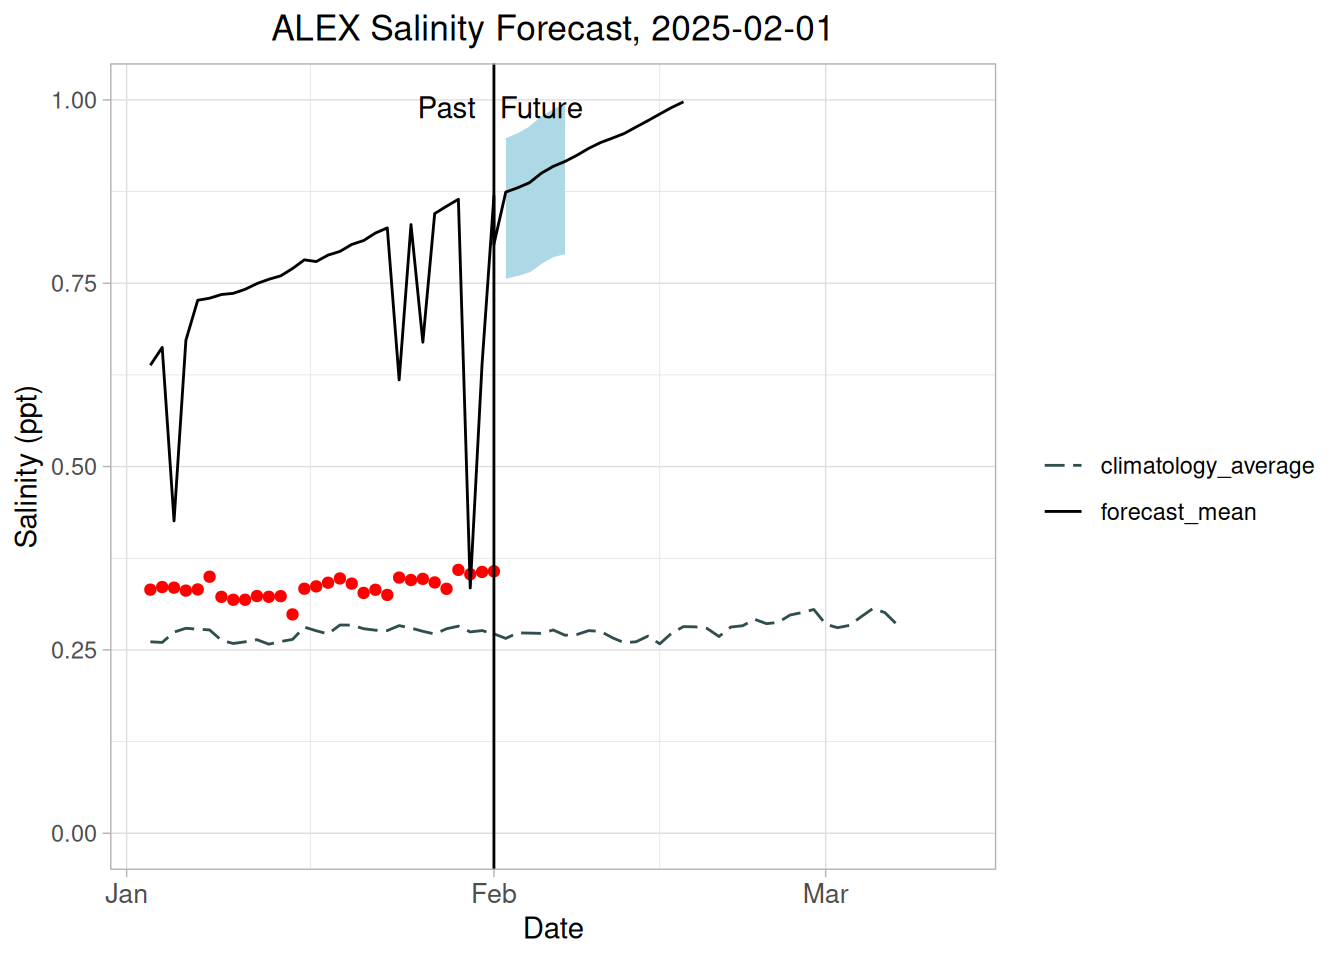 ALEX Salinity Forecast, 2025-02-01
Past
Future
1.00
0.75
0.50
0.25
0.00
Salinity (ppt)
Jan
Feb
Mar
Date
climatology_average
forecast_mean